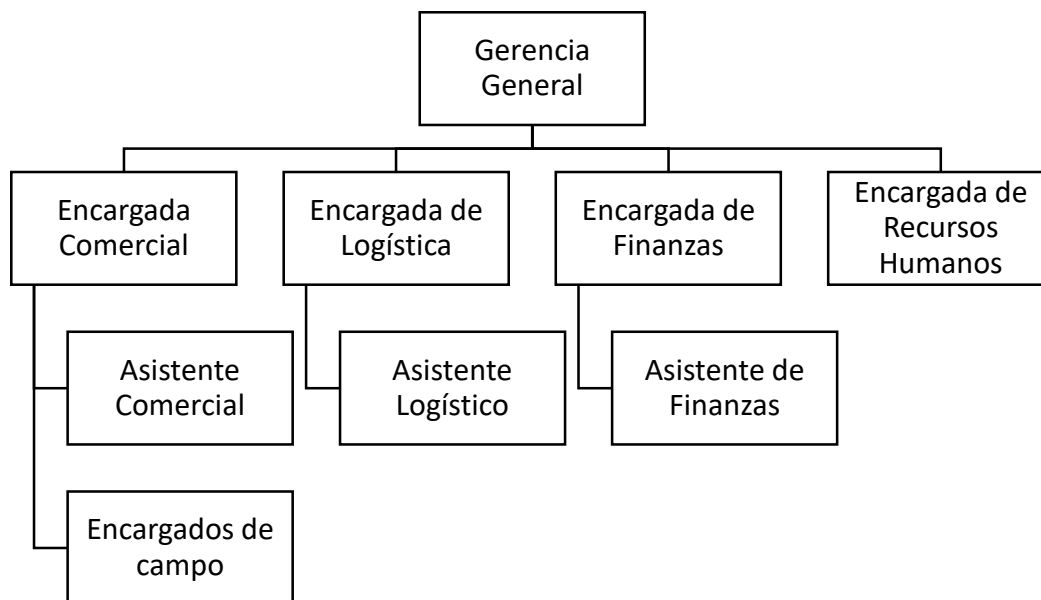 Gerencia
General
Encargada
Comercial
Encargada de
Logística
Encargada de
Finanzas
Encargada de
Recursos
Humanos
Asistente
Comercial
Asistente
Logístico
Asistente de
Finanzas
Encargados de
campo